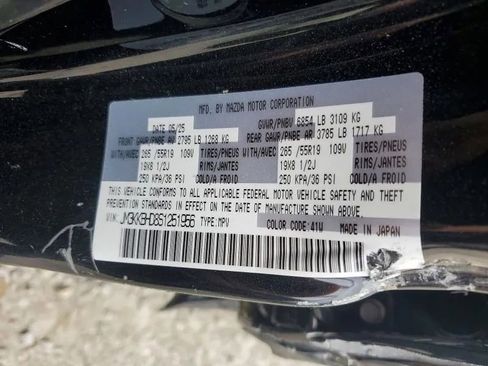 MFD. BY MAZDA MOTOR CORPORATION
DATE 05/25 GVWR/PNBV 6854 LB 3109 KG
FRONT GAWR/PNBE AV 2795 LB 1268 KG REAR GAWR/PNBE AR 3785 LB 1717 KG
WITH/AVEC 265 /55R19 109V TIRES/PNEUS WITH/AVEC 265 /55R19 109V TIRES/PNEUS
19X8 1/2J RIMS/JANTES 19X8 1/2J RIMS/JANTES
250 KPA/36 PSI COLD/A FROID 250 KPA/36 PSI COLD/A FROID
THIS VEHICLE CONFORMS TO ALL APPLICABLE FEDERAL MOTOR VEHICLE SAFETY AND THEFT
PREVENTION STANDARDS IN EFFECT ON THE DATE OF MANUFACTURE SHOWN ABOVE.
VIN: JM3KKBHD8S1251956 TYPE: MPV COLOR CODE: 41W MADE IN JAPAN